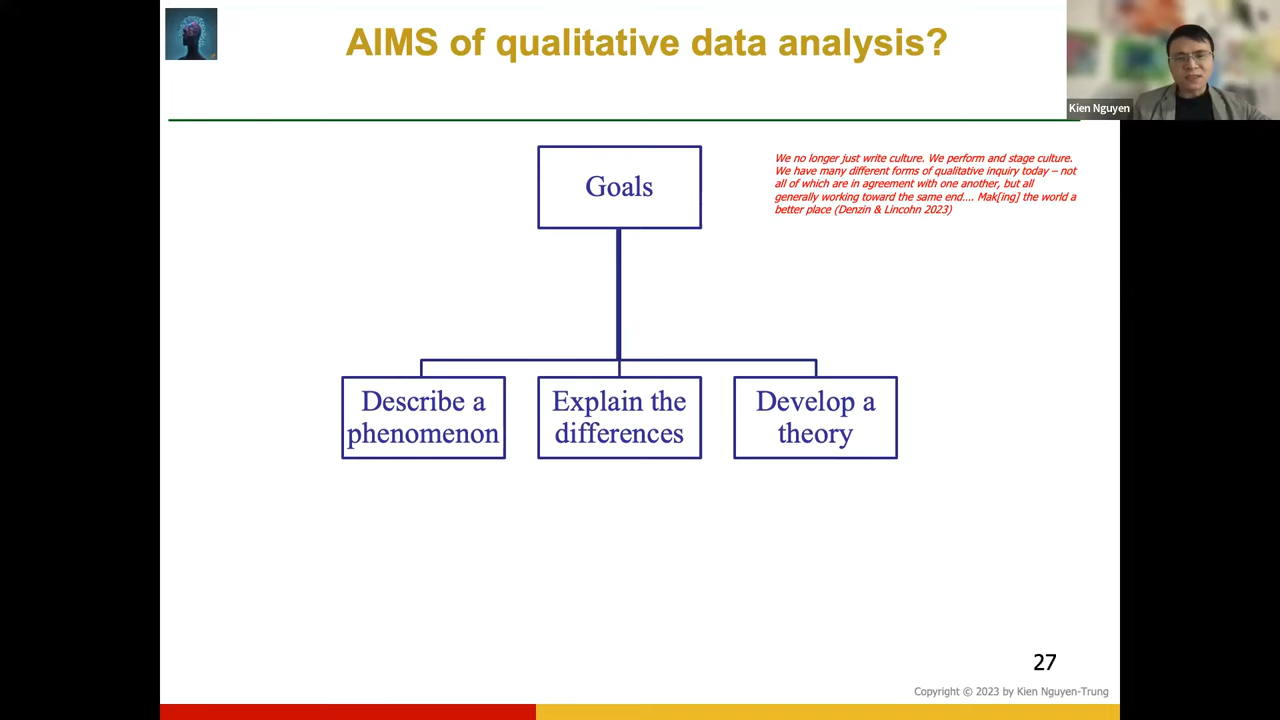 AIMS of qualitative data analysis?
Kien Nguyen
Goals
We no longer just write culture. We perform and stage culture.
We have many different forms of qualitative inquiry today – not
all of which are in agreement with one another, but all
generally working toward the same end.... Mak[ing] the world a
better place (Denzin & Lincohn 2023)
Describe a
phenomenon
Explain the
differences
Develop a
theory
27
Copyright © 2023 by Kien Nguyen-Trung